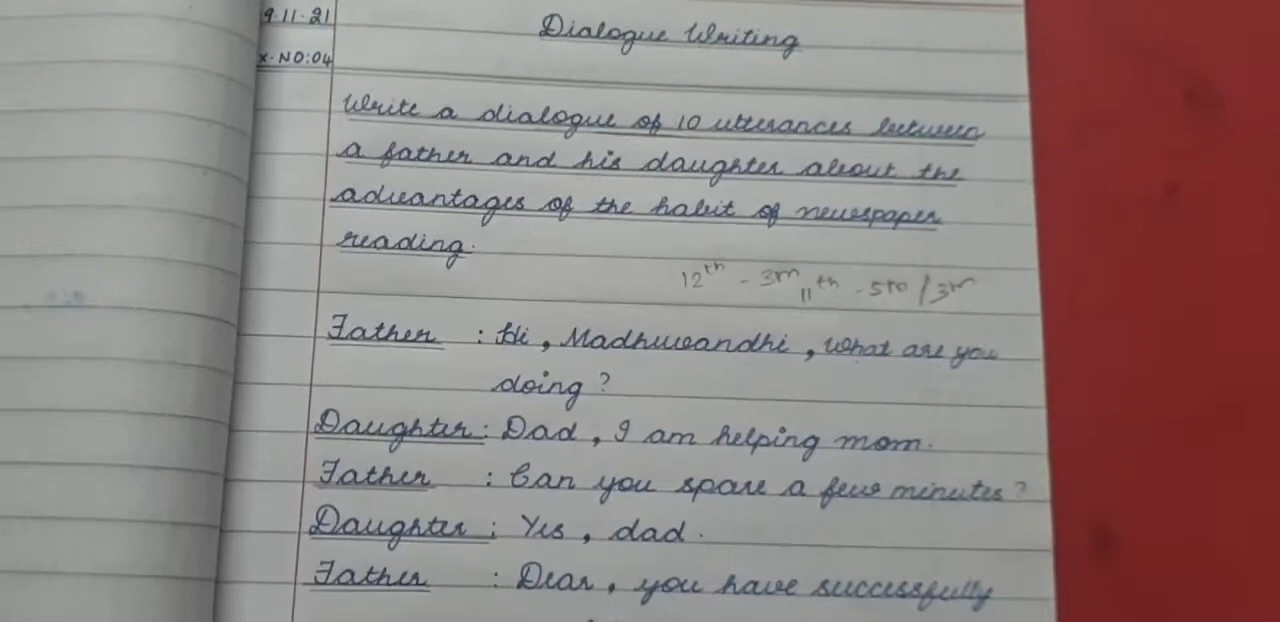 9.11.21
x.NO:04
Dialogue Writing
Write a dialogue of 10 utterances between
a father and his daughter about the
advantages of the habit of newspaper
reading.
12th - 3m 11th - 5m / 3m
Father : Hi, Madhuvandhi, what are you
doing?
Daughter : Dad, I am helping mom.
Father : Can you spare a few minutes?
Daughter : Yes, dad.
Father : Dear, you have successfully